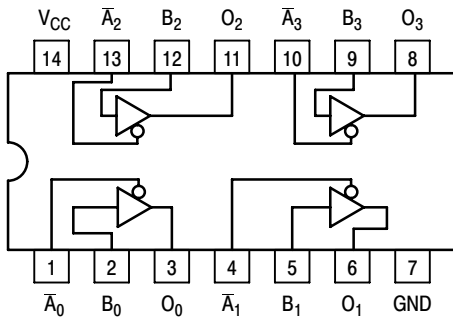 V_CC A̅₂ B₂ O₂ A̅₃ B₃ O₃
14 13 12 11 10 9 8
1 2 3 4 5 6 7
A̅₀ B₀ O₀ A̅₁ B₁ O₁ GND